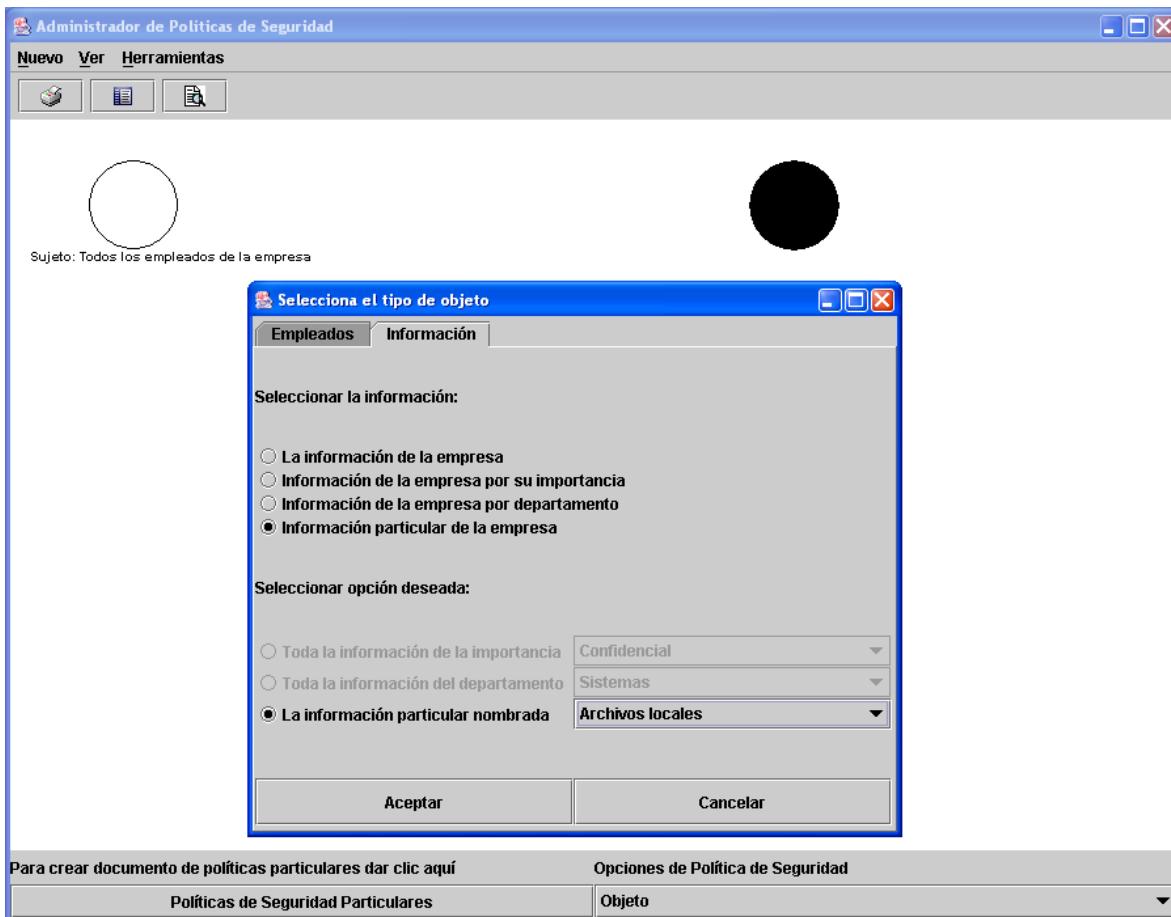 Administrador de Políticas de Seguridad
Nuevo Ver Herramientas
Sujeto: Todos los empleados de la empresa
Selecciona el tipo de objeto
Empleados Información
Seleccionar la información:
La información de la empresa
Información de la empresa por su importancia
Información de la empresa por departamento
Información particular de la empresa
Seleccionar opción deseada:
Toda la información de la importancia Confidencial
Toda la información del departamento Sistemas
La información particular nombrada Archivos locales
Aceptar Cancelar
Para crear documento de políticas particulares dar clic aquí Opciones de Política de Seguridad
Políticas de Seguridad Particulares Objeto